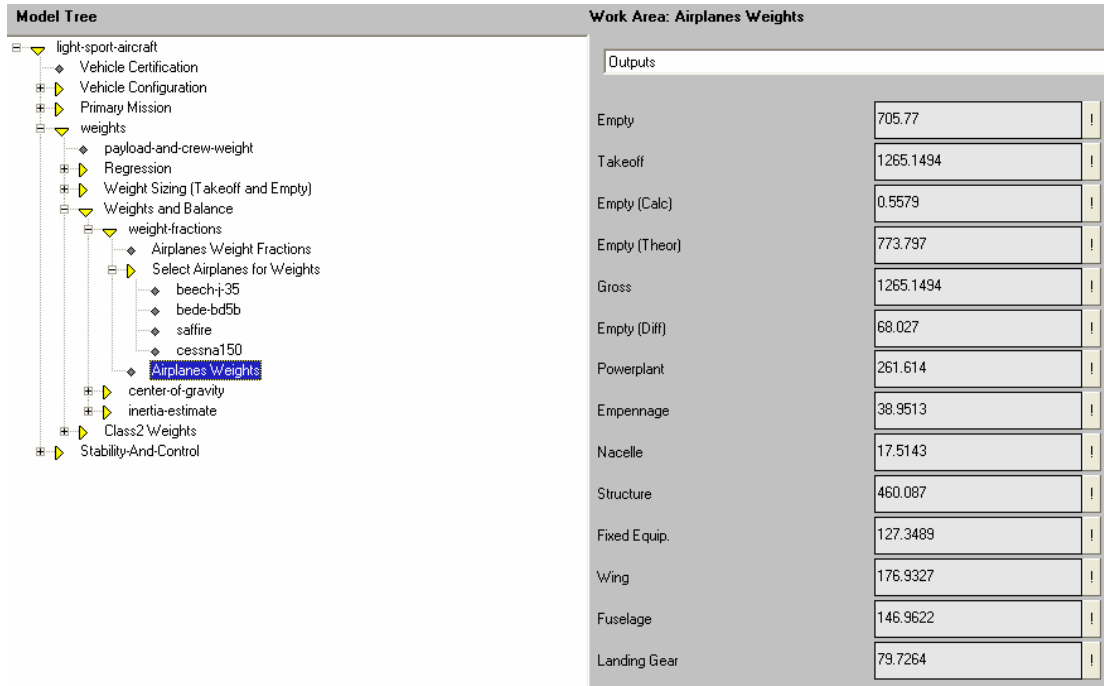 Model Tree
light-sport-aircraft
Vehicle Certification
Vehicle Configuration
Primary Mission
weights
payload-and-crew-weight
Regression
Weight Sizing (Takeoff and Empty)
Weights and Balance
weight-fractions
Airplanes Weight Fractions
Select Airplanes for Weights
beech-j-35
bede-bd5b
saffire
cessna150
Airplanes Weights
center-of-gravity
inertia-estimate
Class2 Weights
Stability-And-Control
Work Area: Airplanes Weights
Outputs
Empty 705.77 !
Takeoff 1265.1494 !
Empty (Calc) 0.5579 !
Empty (Theor) 773.797 !
Gross 1265.1494 !
Empty (Diff) 68.027 !
Powerplant 261.614 !
Empennage 38.9513 !
Nacelle 17.5143 !
Structure 460.087 !
Fixed Equip. 127.3489 !
Wing 176.9327 !
Fuselage 146.9622 !
Landing Gear 79.7264 !